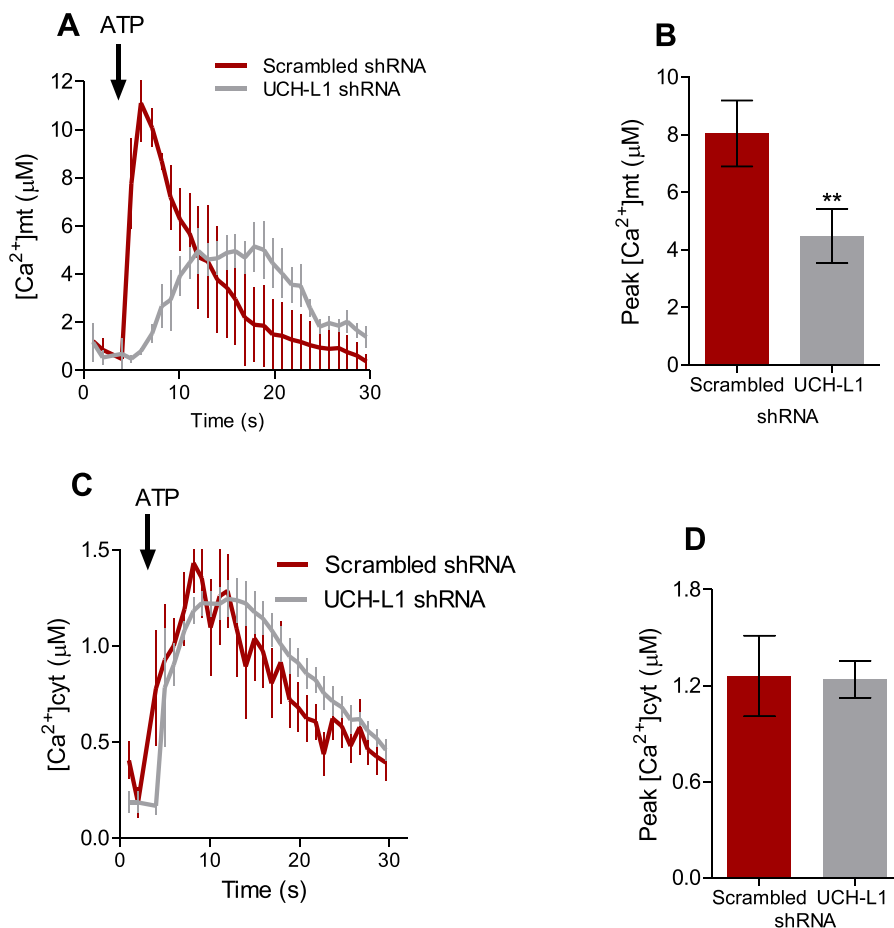 A
ATP
Scrambled shRNA
UCH-L1 shRNA
[Ca²⁺]mt (μM)
12
10
8
6
4
2
0
0 10 20 30
Time (s)
B
Peak [Ca²⁺]mt (μM)
10
8
6
4
2
0
**
Scrambled UCH-L1
shRNA
C
ATP
Scrambled shRNA
UCH-L1 shRNA
[Ca²⁺]cyt (μM)
1.5
1.0
0.5
0.0
0 10 20 30
Time (s)
D
Peak [Ca²⁺]cyt (μM)
1.8
1.2
0.6
0.0
Scrambled UCH-L1
shRNA